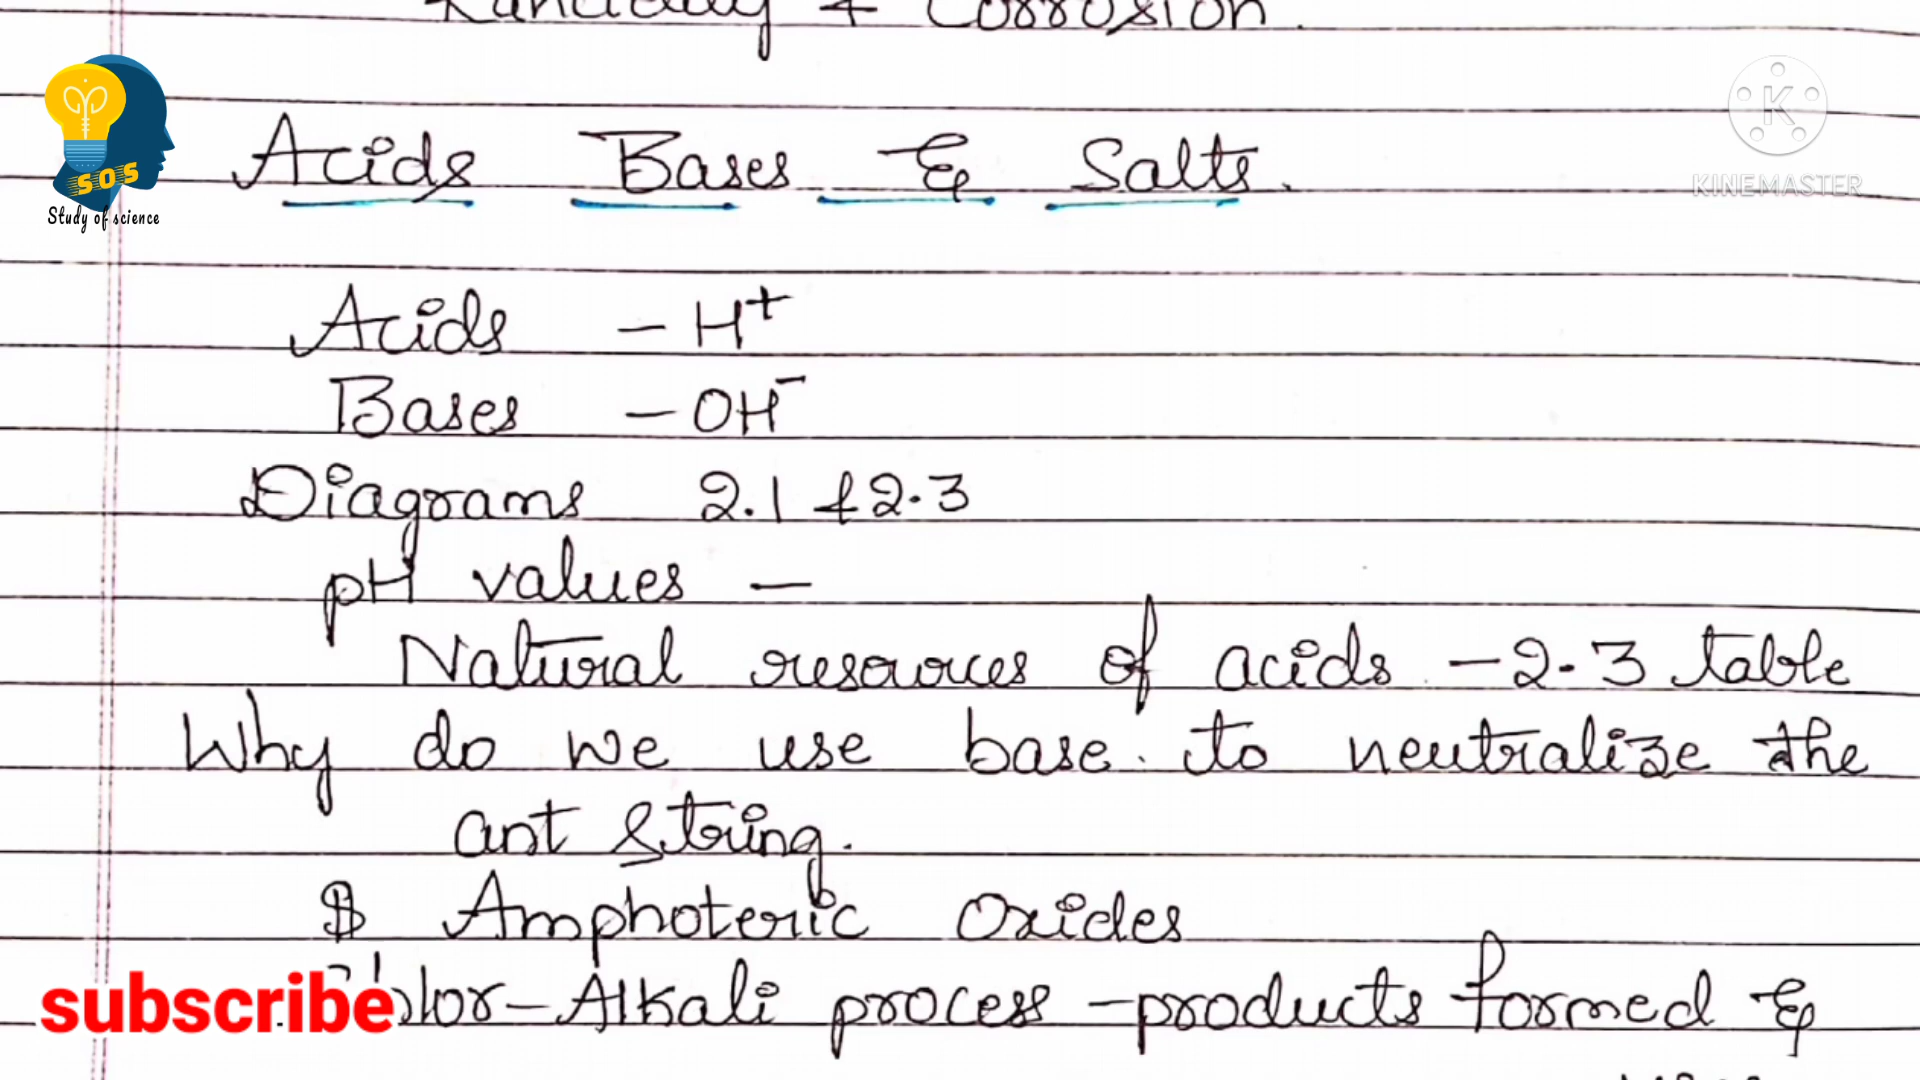 Rancidity & Corrosion.
Acids Bases & Salts.
SOS
Study of science
KINEMASTER
Acids - H+
Bases - OH-
Diagrams 2.1 & 2.3
pH values -
Natural resources of acids - 2.3 table
Why do we use base to neutralize the
ant string.
$ Amphoteric Oxides
subscribe
lor-Alkali process - products formed &